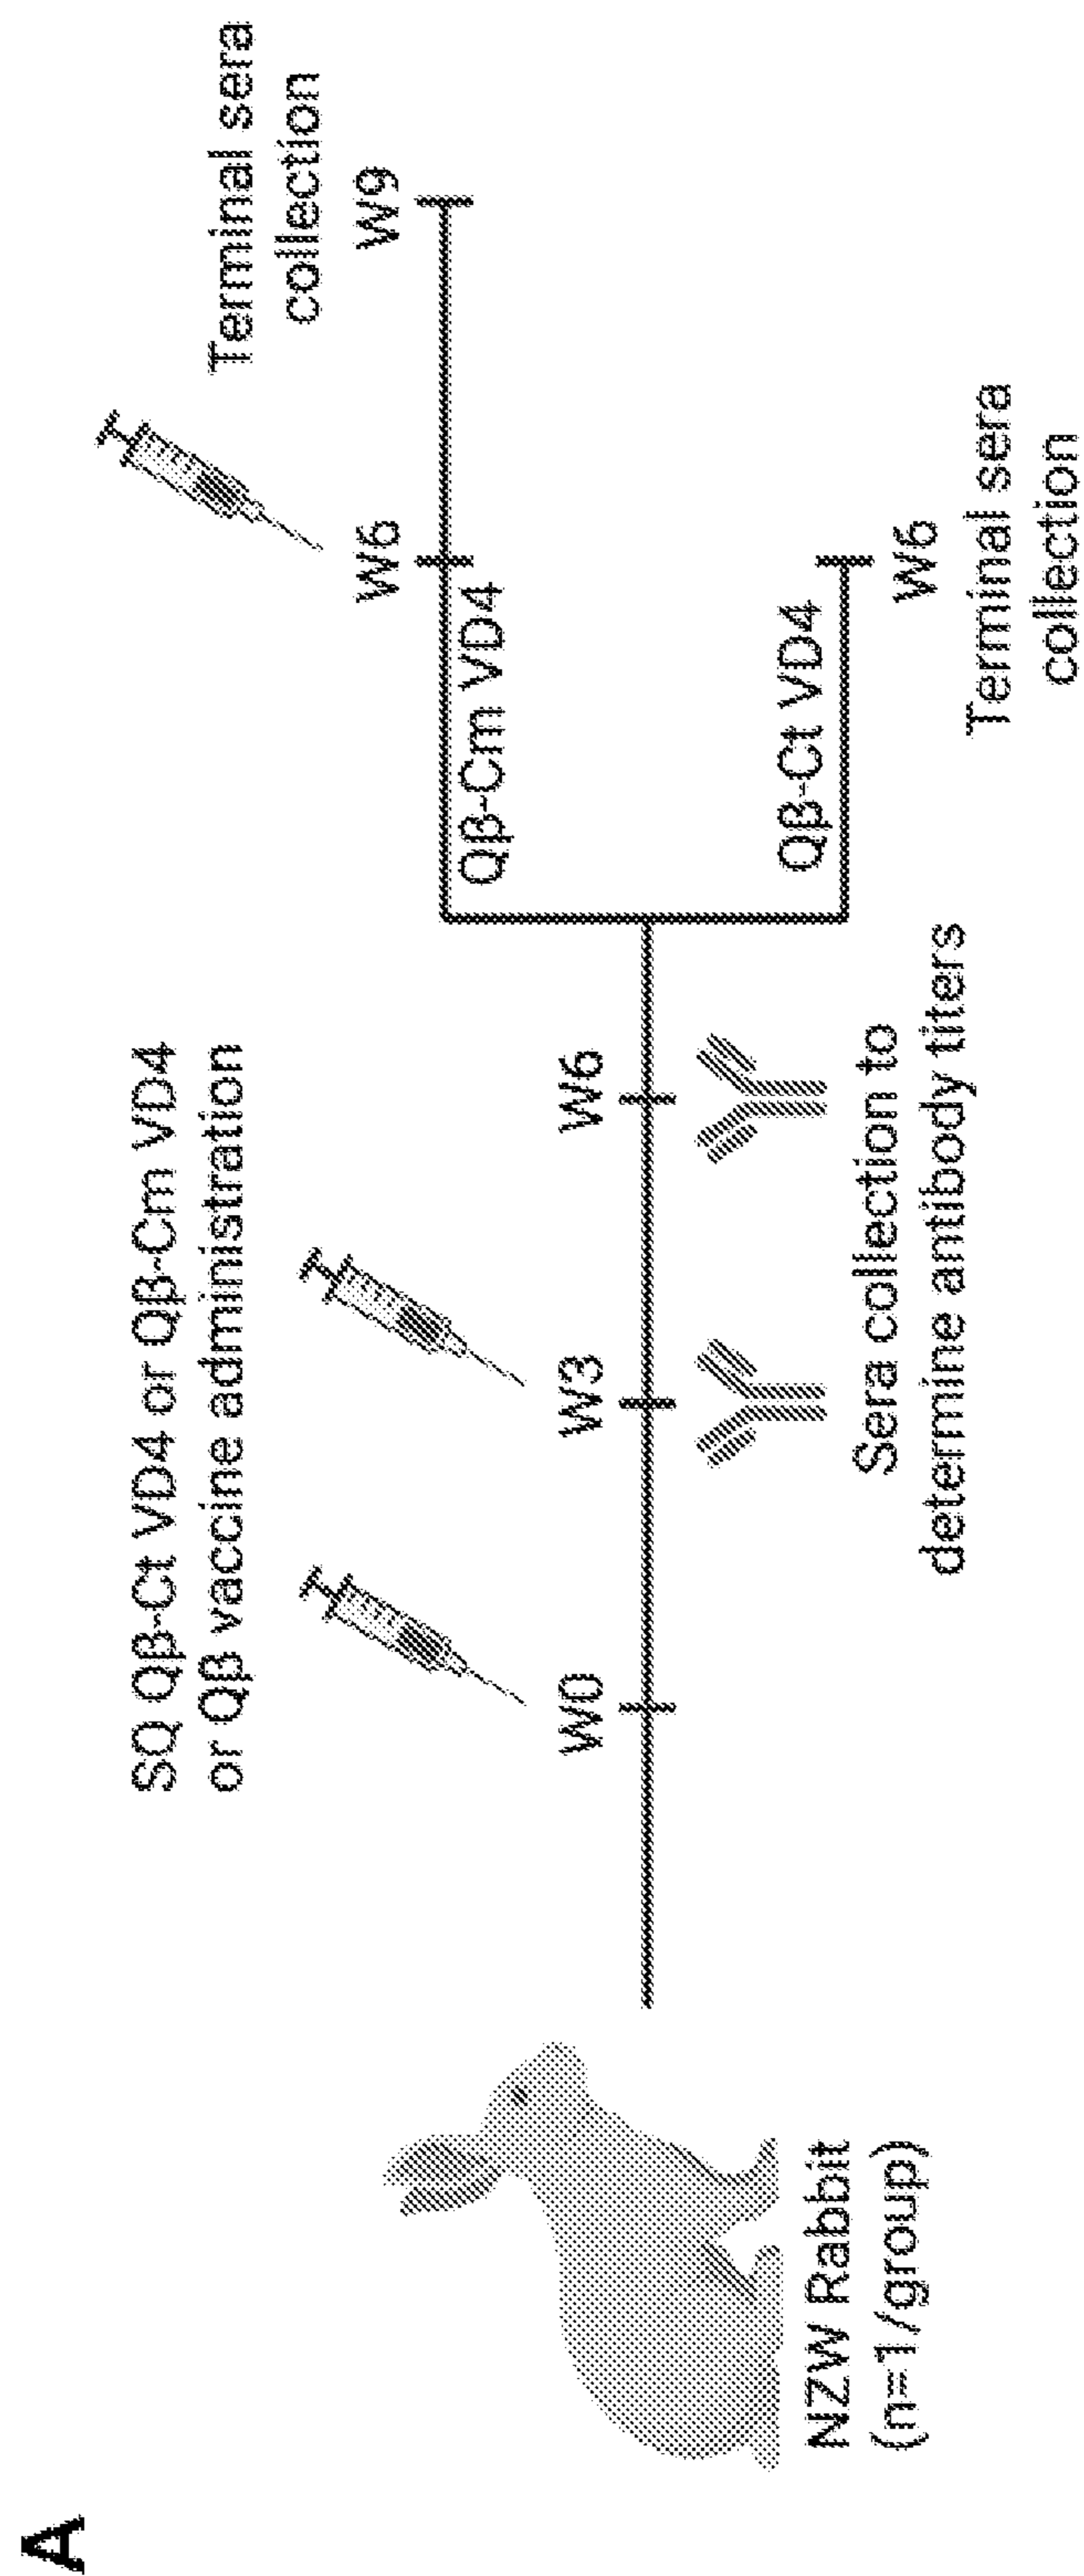 A
SQ Qβ-Ct VD4 or Qβ-Cm VD4
or Qβ vaccine administration
W0
W3
W6
Sera collection to
determine antibody titers
NZW Rabbit
(n=1/group)
Qβ-Cm VD4
W6
W9
Terminal sera
collection
Qβ-Ct VD4
W6
Terminal sera
collection